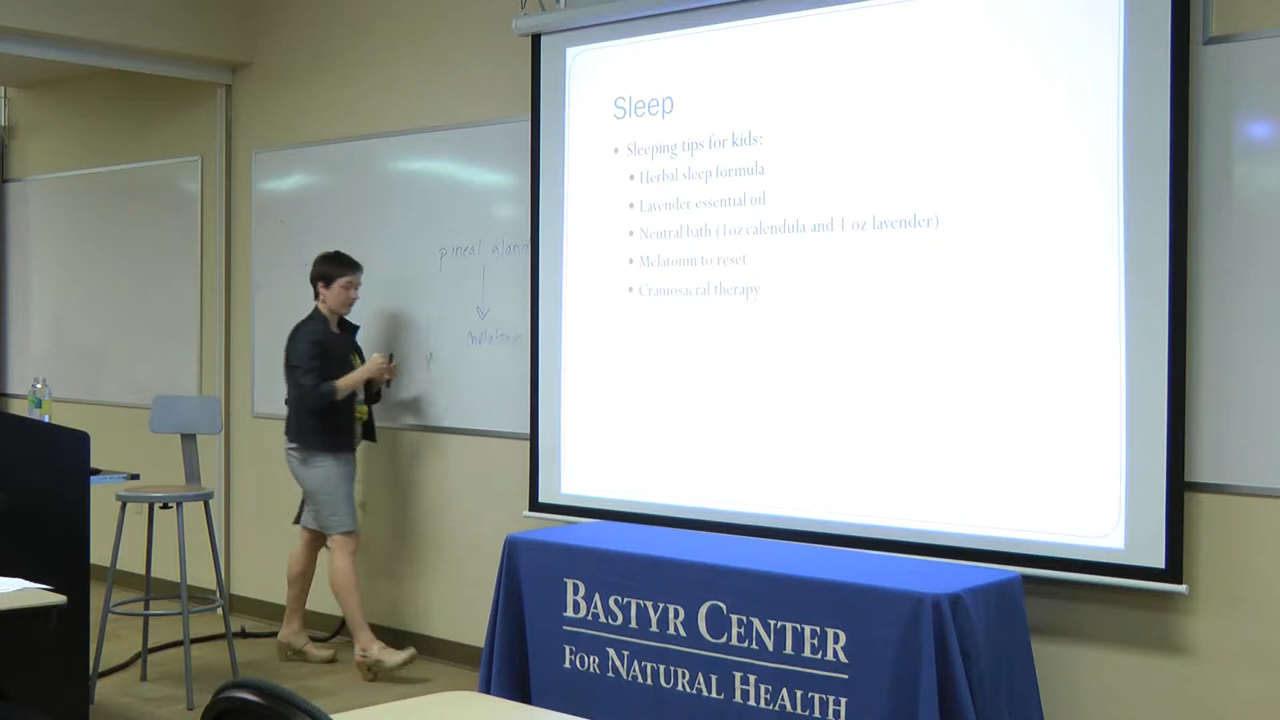 Sleep
• Sleeping tips for kids:
• Herbal sleep formula
• Lavender essential oil
• Neutral bath (1oz calendula and 1 oz lavender)
• Melatonin to reset
• Craniosacral therapy
pineal gland
BASTYR CENTER
FOR NATURAL HEALTH